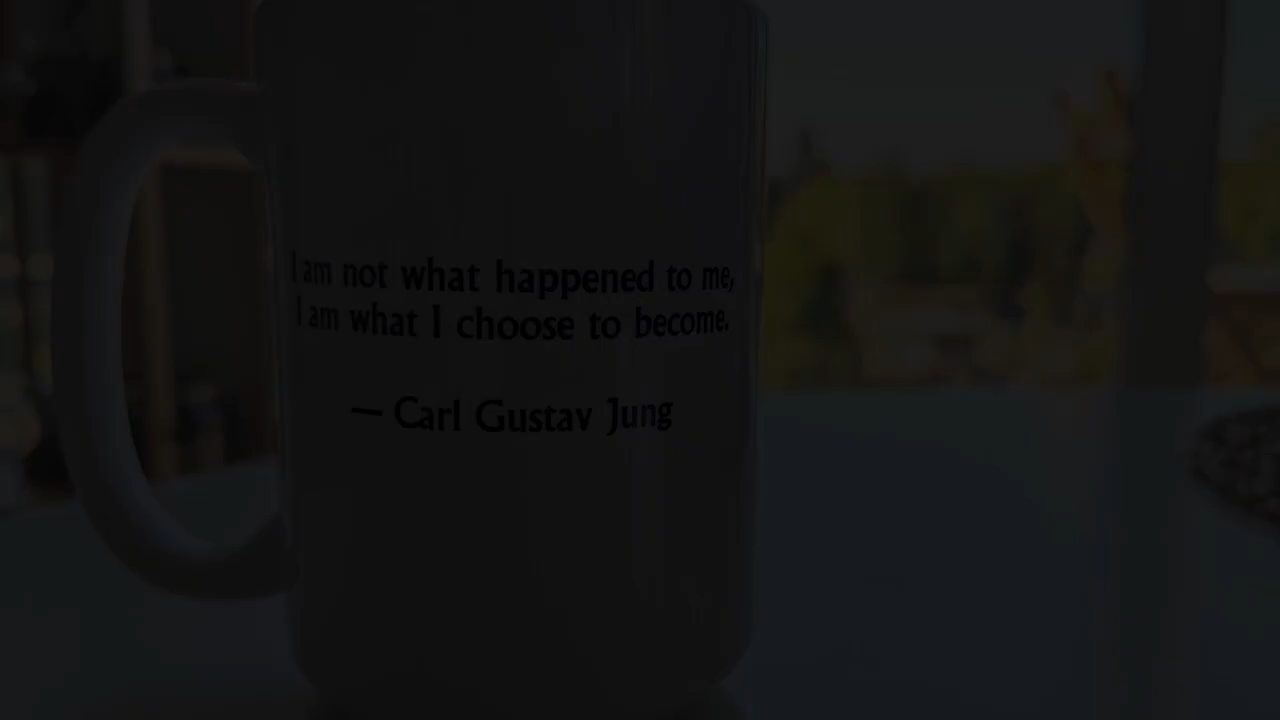 I am not what happened to me,
I am what I choose to become.
— Carl Gustav Jung